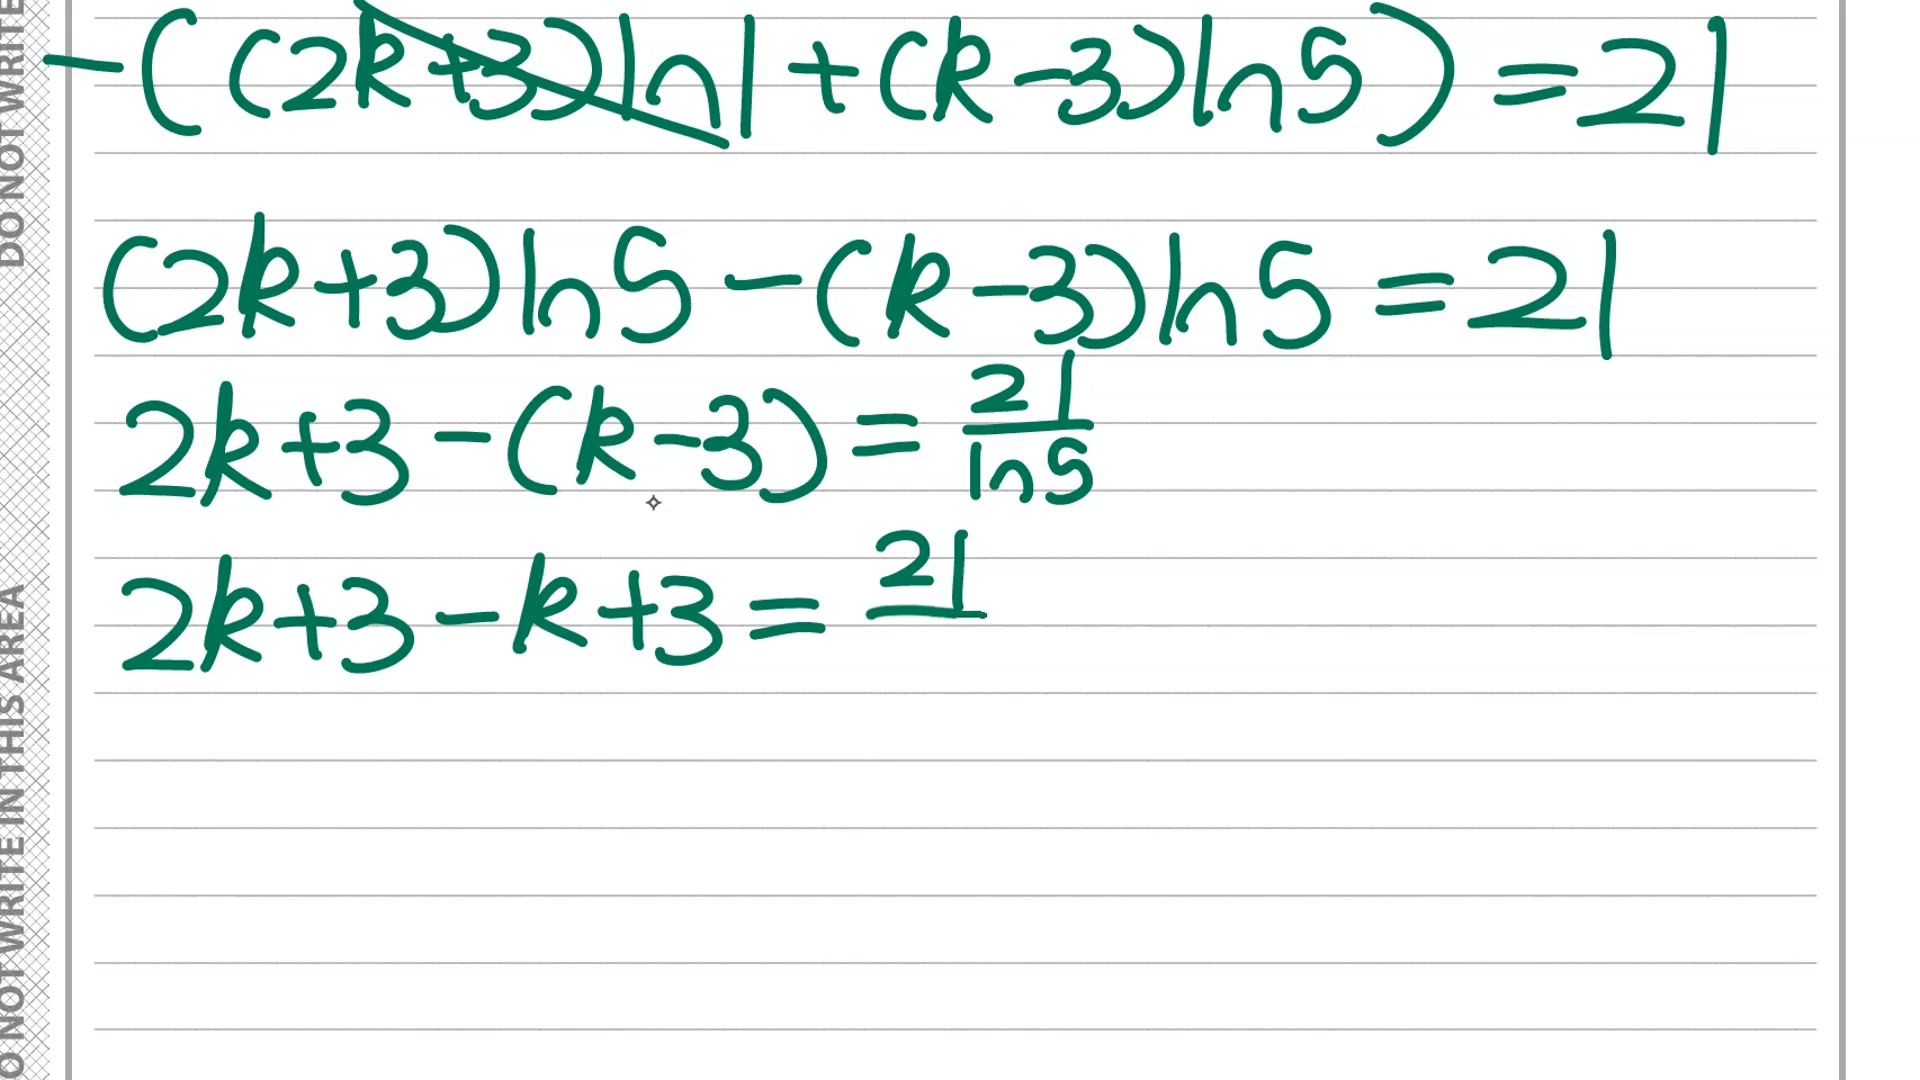 DO NOT WRITE
O NOT WRITE IN THIS AREA
-((2k+3)ln1+(k-3)ln5)=21
(2k+3)ln5-(k-3)ln5=21
2k+3-(k-3)=21/ln5
2k+3-k+3=21/